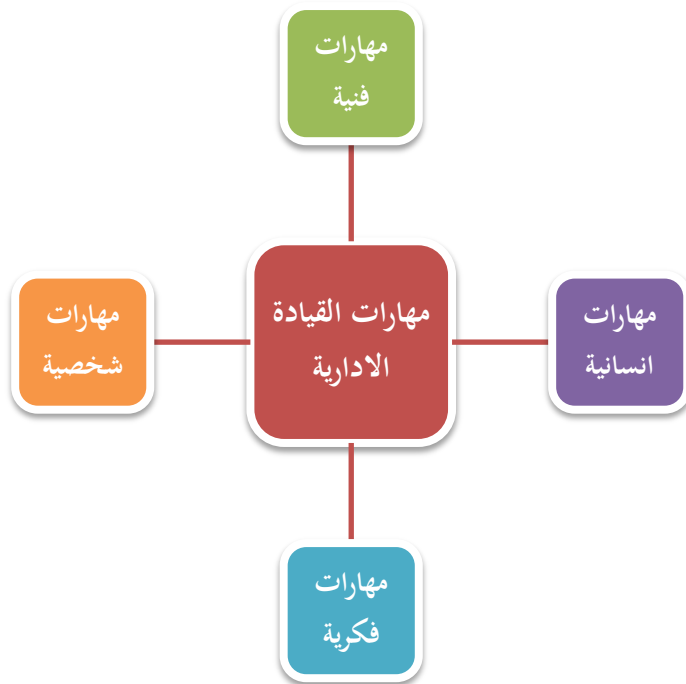 مهارات
فنية
مهارات القيادة
الادارية
مهارات
انسانية
مهارات
شخصية
مهارات
فكرية